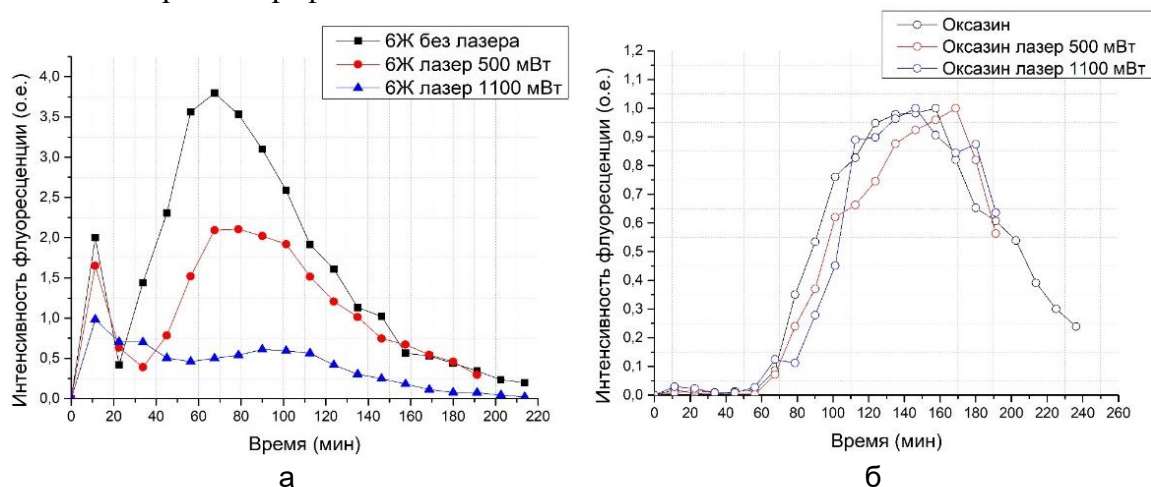 6Ж без лазера
6Ж лазер 500 мВт
6Ж лазер 1100 мВт
Интенсивность флуоресценции (о.е.)
4,0
3,5
3,0
2,5
2,0
1,5
1,0
0,5
0,0
0 20 40 60 80 100 120 140 160 180 200 220
Время (мин)
а
Оксазин
Оксазин лазер 500 мВт
Оксазин лазер 1100 мВт
Интенсивность флуоресценции (о.е.)
1,2
1,1
1,0
0,9
0,8
0,7
0,6
0,5
0,4
0,3
0,2
0,1
0,0
0 20 40 60 80 100 120 140 160 180 200 220 240 260
Время (мин)
б